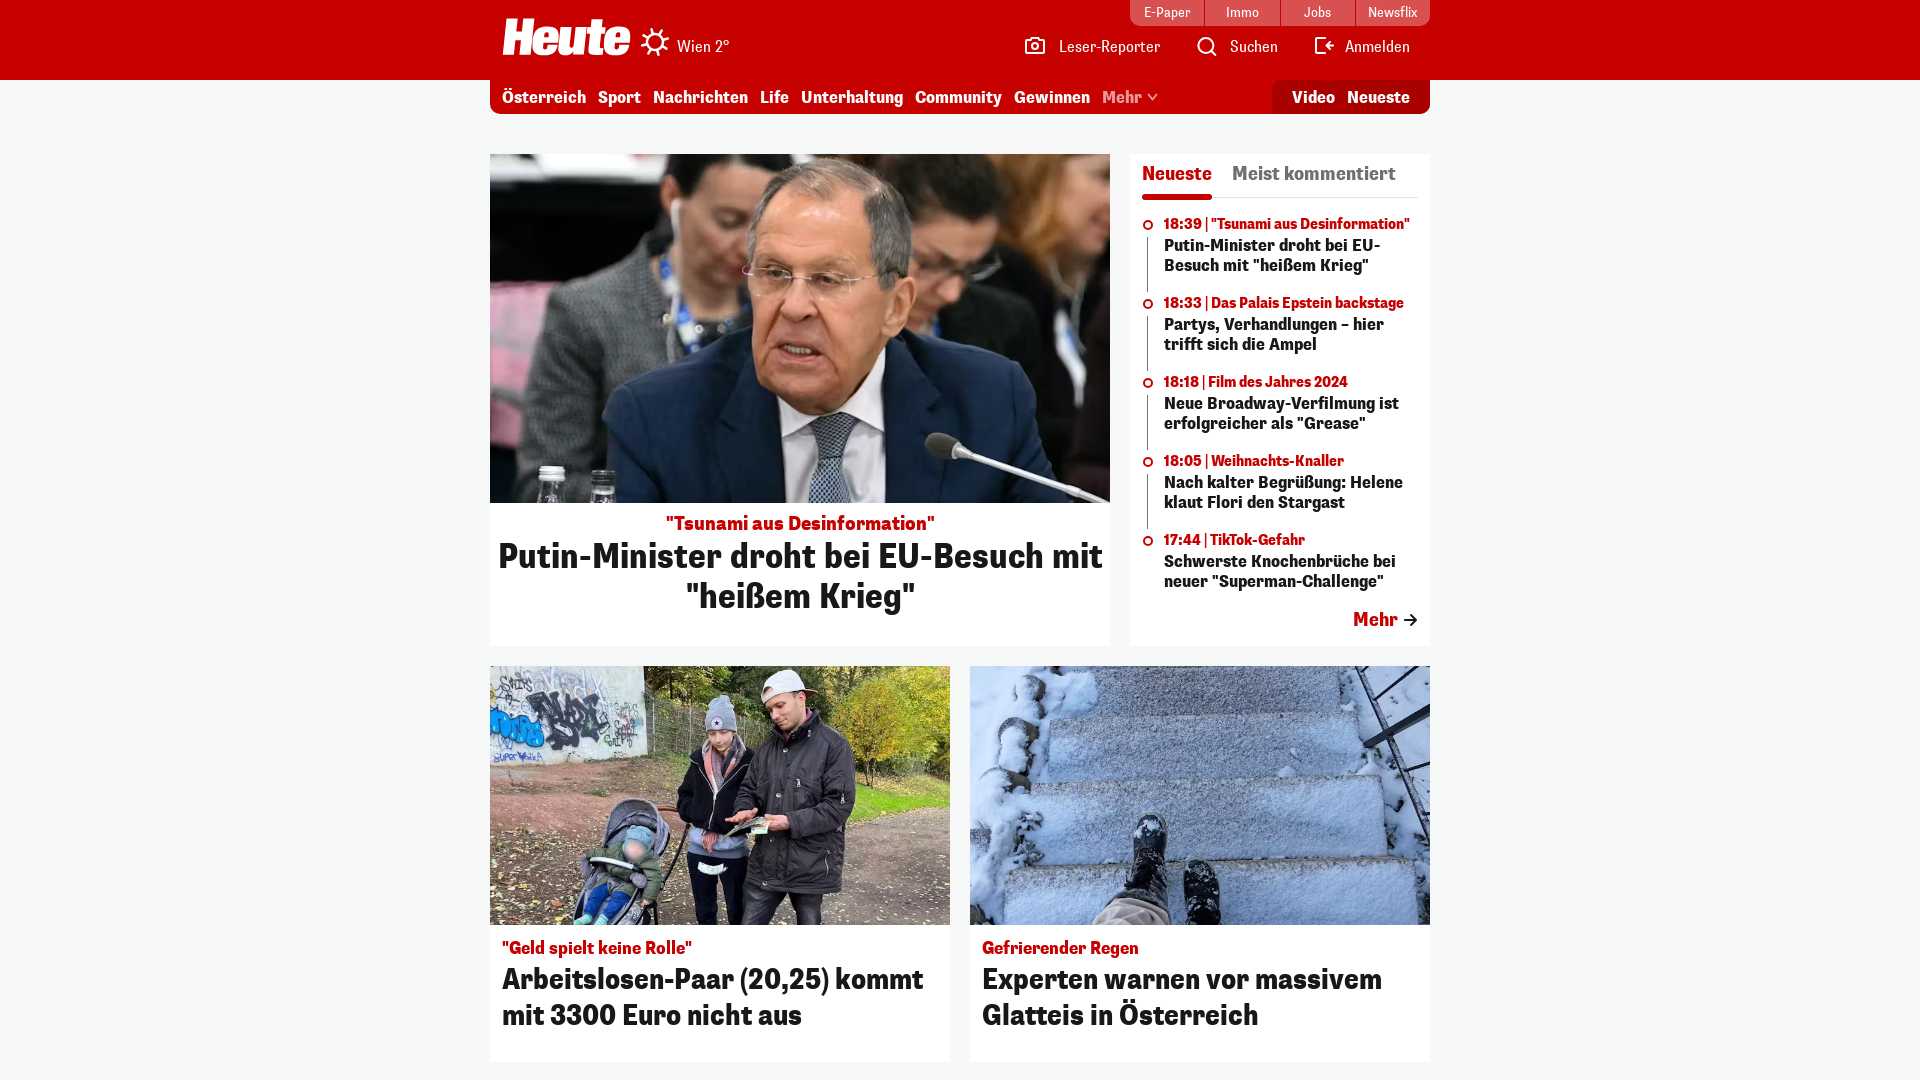 E-Paper
Immo
Jobs
Newsflix
Heute
Wien 2°
Leser-Reporter
Suchen
Anmelden
Österreich
Sport
Nachrichten
Life
Unterhaltung
Community
Gewinnen
Mehr
Video
Neueste
"Tsunami aus Desinformation"
Putin-Minister droht bei EU-Besuch mit
"heißem Krieg"
Neueste
Meist kommentiert
18:39 | "Tsunami aus Desinformation"
Putin-Minister droht bei EU-
Besuch mit "heißem Krieg"
18:33 | Das Palais Epstein backstage
Partys, Verhandlungen – hier
trifft sich die Ampel
18:18 | Film des Jahres 2024
Neue Broadway-Verfilmung ist
erfolgreicher als "Grease"
18:05 | Weihnachts-Knaller
Nach kalter Begrüßung: Helene
klaut Flori den Stargast
17:44 | TikTok-Gefahr
Schwerste Knochenbrüche bei
neuer "Superman-Challenge"
Mehr
"Geld spielt keine Rolle"
Arbeitslosen-Paar (20,25) kommt
mit 3300 Euro nicht aus
Gefrierender Regen
Experten warnen vor massivem
Glatteis in Österreich